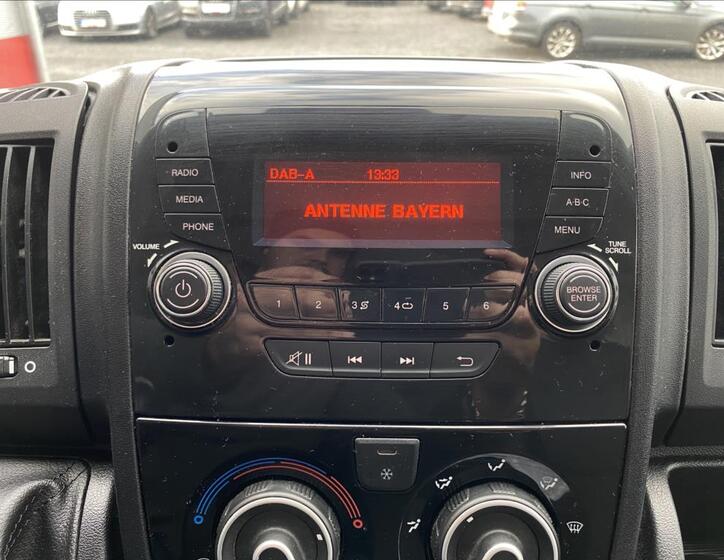 DAB-A 13:33
ANTENNE BAYERN
RADIO
MEDIA
PHONE
INFO
A·B·C
MENU
VOLUME
TUNE
SCROLL
BROWSE
ENTER
1 2 3 4 5 6